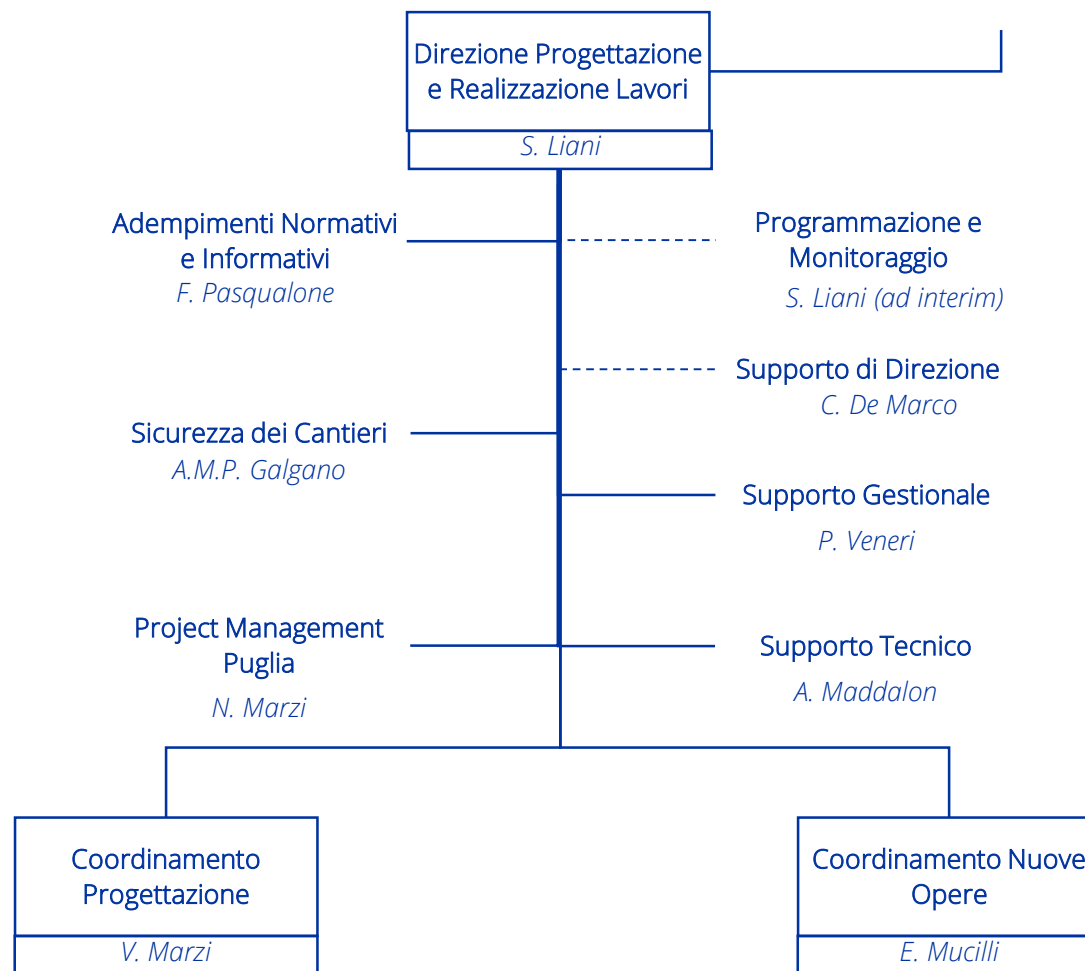 Direzione Progettazione
e Realizzazione Lavori
S. Liani
Adempimenti Normativi
e Informativi
F. Pasqualone
Programmazione e
Monitoraggio
S. Liani (ad interim)
Supporto di Direzione
C. De Marco
Sicurezza dei Cantieri
A.M.P. Galgano
Supporto Gestionale
P. Veneri
Project Management
Puglia
N. Marzi
Supporto Tecnico
A. Maddalon
Coordinamento
Progettazione
V. Marzi
Coordinamento Nuove
Opere
E. Mucilli